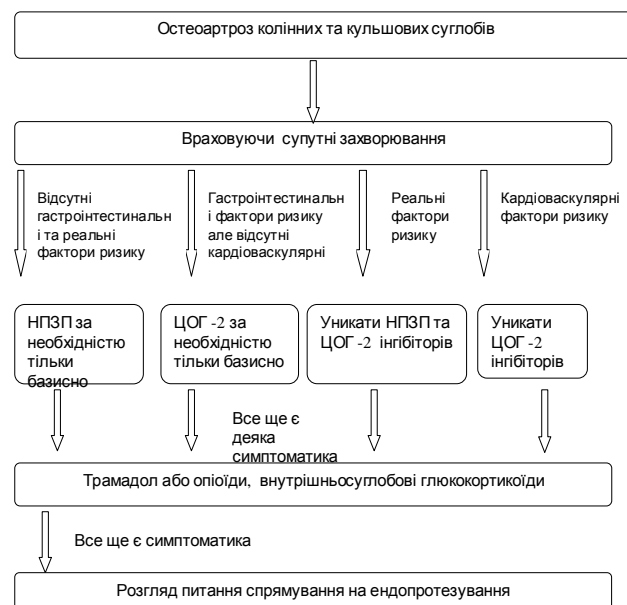 Остеоартроз колінних та кульшових суглобів
Враховуючи супутні захворювання
Відсутні
гастроінтестинальн
і та реальні
фактори ризику
Гастроінтестинальн
і фактори ризику
але відсутні
кардіоваскулярні
Реальні
фактори
ризику
Кардіоваскулярні
фактори ризику
НПЗП за
необхідністю
тільки
базисно
ЦОГ -2 за
необхідністю
тільки базисно
Уникати НПЗП та
ЦОГ -2 інгібіторів
Уникати
ЦОГ -2
інгібіторів
Все ще є
деяка
симптоматика
Трамадол або опіоїди, внутрішньосуглобові глюкокортикоїди
Все ще є симптоматика
Розгляд питання спрямування на ендопротезування